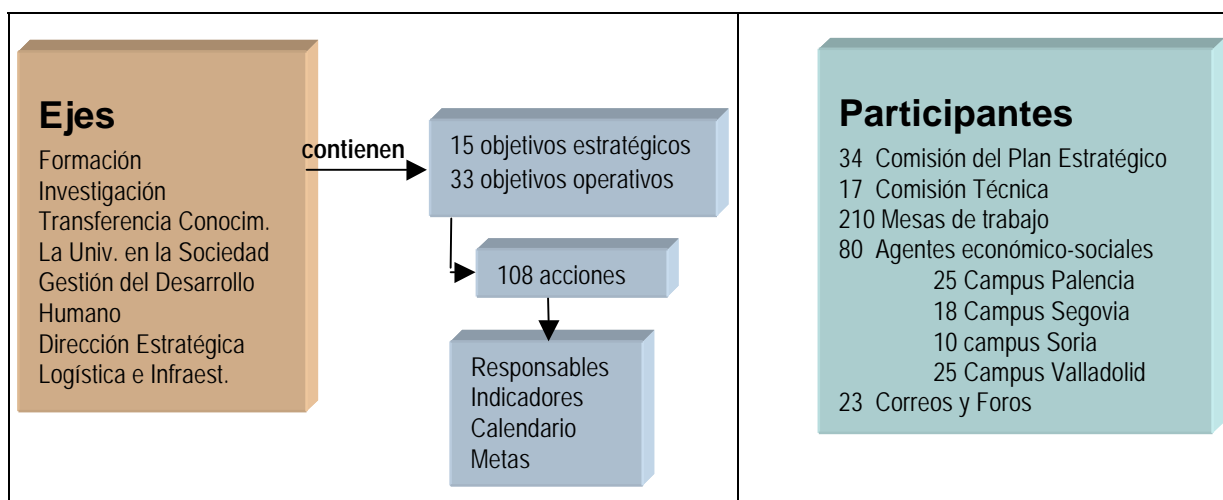 Ejes
Formación
Investigación
Transferencia Conocim.
La Univ. en la Sociedad
Gestión del Desarrollo
Humano
Dirección Estratégica
Logística e Infraest.
contienen
15 objetivos estratégicos
33 objetivos operativos
108 acciones
Responsables
Indicadores
Calendario
Metas
Participantes
34 Comisión del Plan Estratégico
17 Comisión Técnica
210 Mesas de trabajo
80 Agentes económico-sociales
25 Campus Palencia
18 Campus Segovia
10 campus Soria
25 Campus Valladolid
23 Correos y Foros